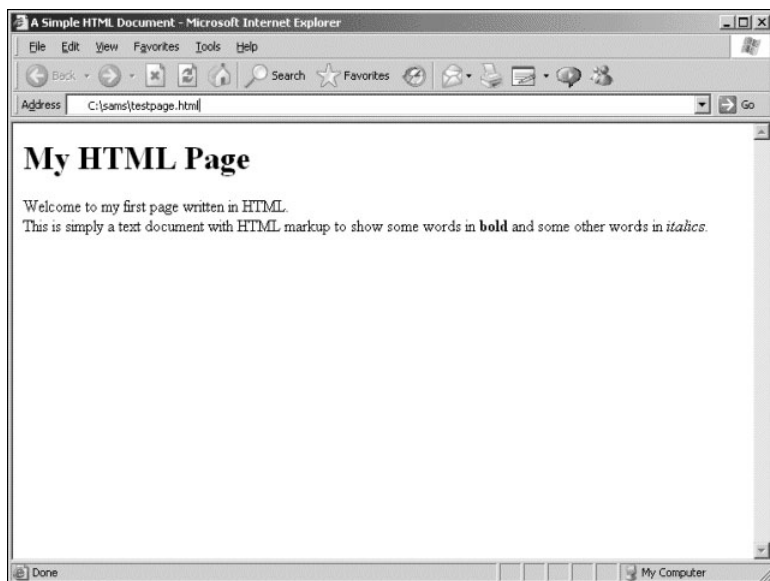 A Simple HTML Document - Microsoft Internet Explorer
File Edit View Favorites Tools Help
Back Search Favorites
Address C:\sams\testpage.html Go
My HTML Page
Welcome to my first page written in HTML.
This is simply a text document with HTML markup to show some words in bold and some other words in italics.
Done My Computer